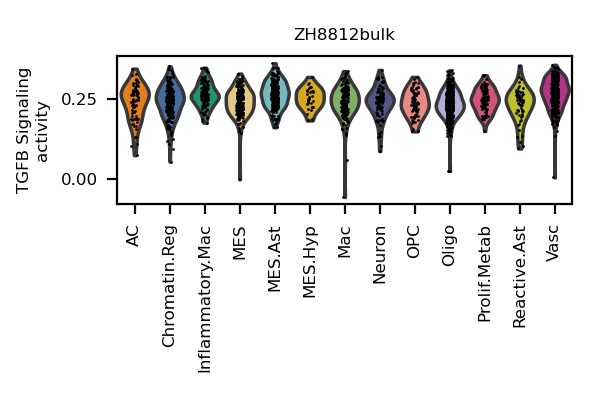 ZH8812bulk
TGFB Signaling
activity
0.25
0.00
AC
Chromatin.Reg
Inflammatory.Mac
MES
MES.Ast
MES.Hyp
Mac
Neuron
OPC
Oligo
Prolif.Metab
Reactive.Ast
Vasc